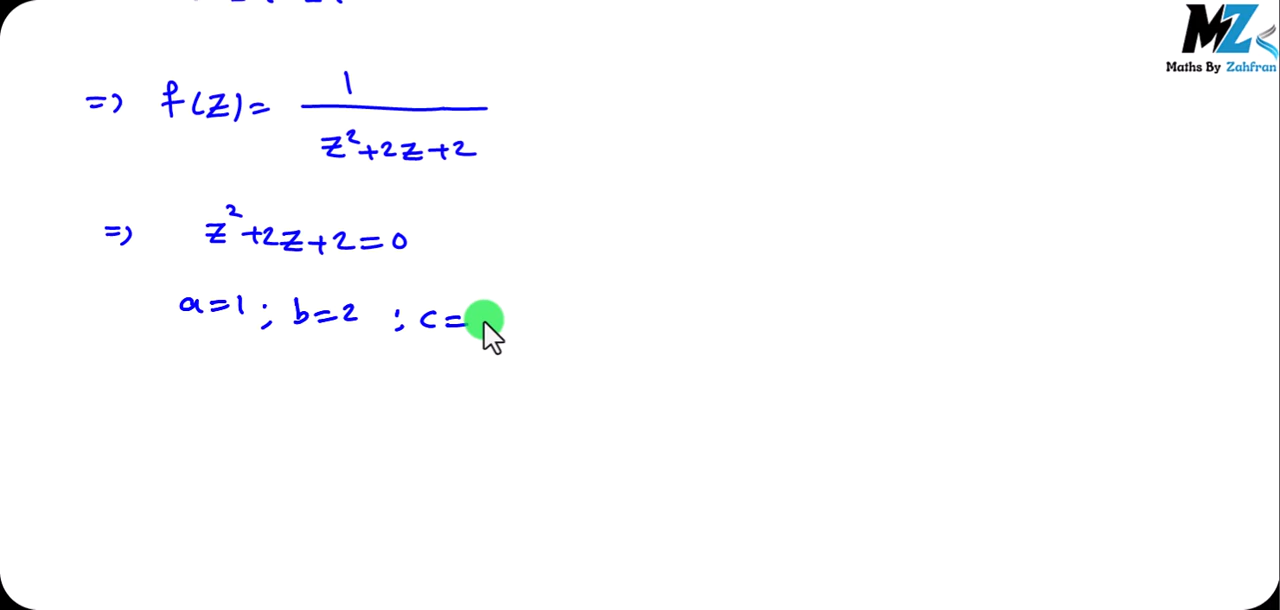 MZ
Maths By Zahfran
=> f(z) = 1 / z²+2z+2
=> z²+2z+2=0
a=1 ; b=2 ; c=